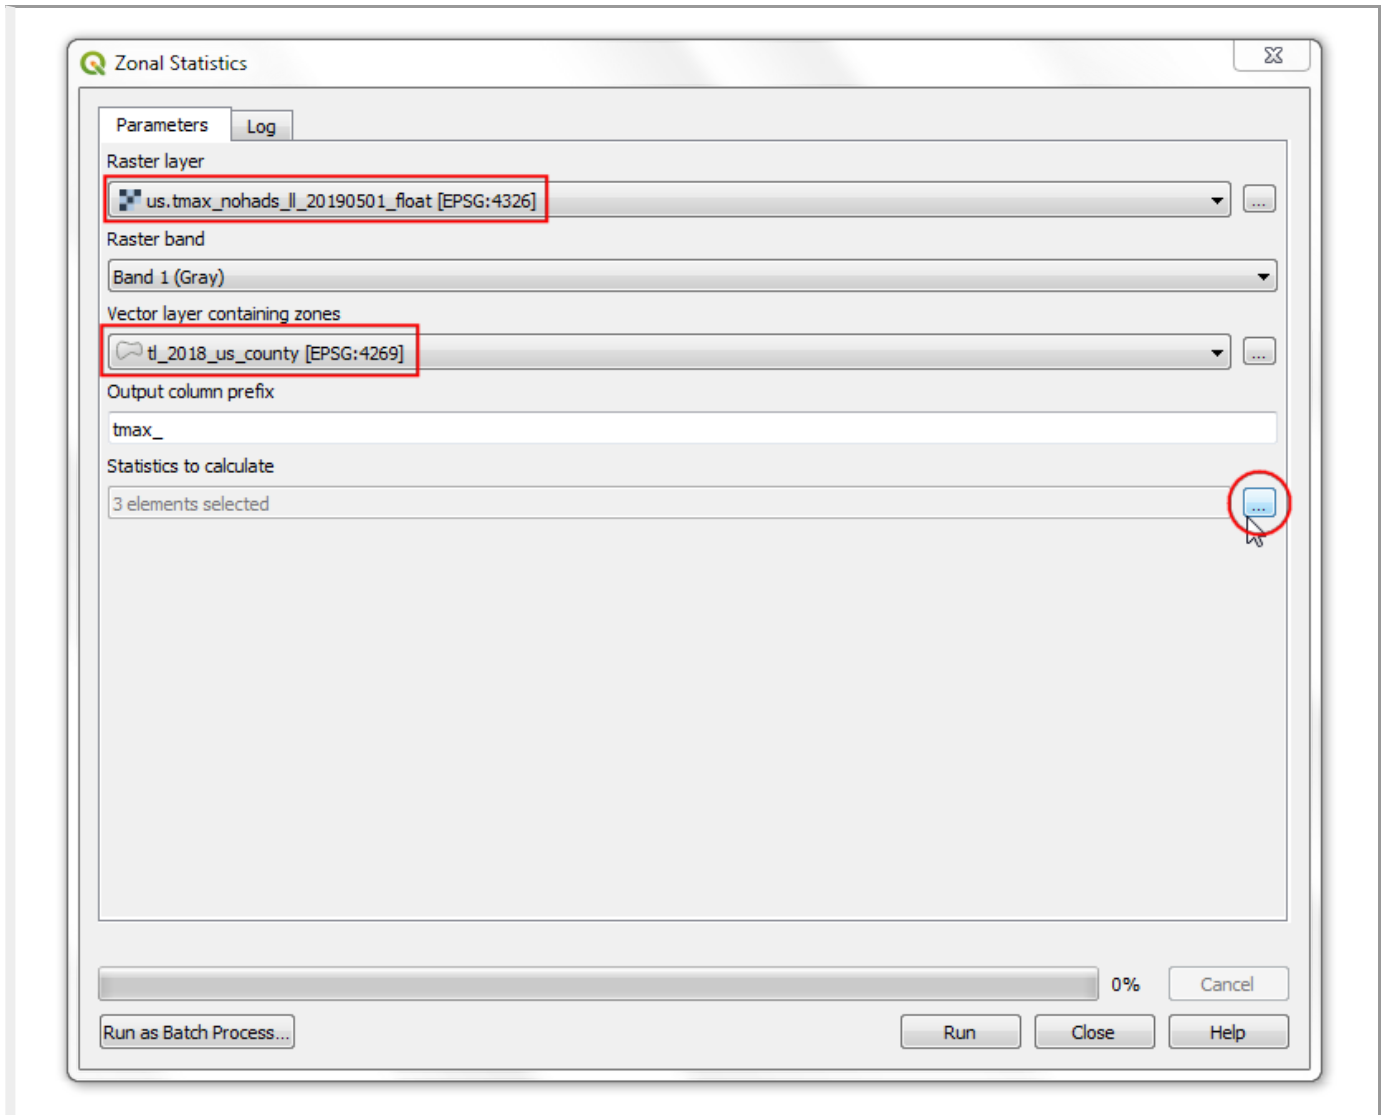 Zonal Statistics
Parameters
Log
Raster layer
us.tmax_nohads_ll_20190501_float [EPSG:4326]
...
Raster band
Band 1 (Gray)
Vector layer containing zones
tl_2018_us_county [EPSG:4269]
...
Output column prefix
tmax_
Statistics to calculate
3 elements selected
...
0%
Cancel
Run as Batch Process...
Run
Close
Help